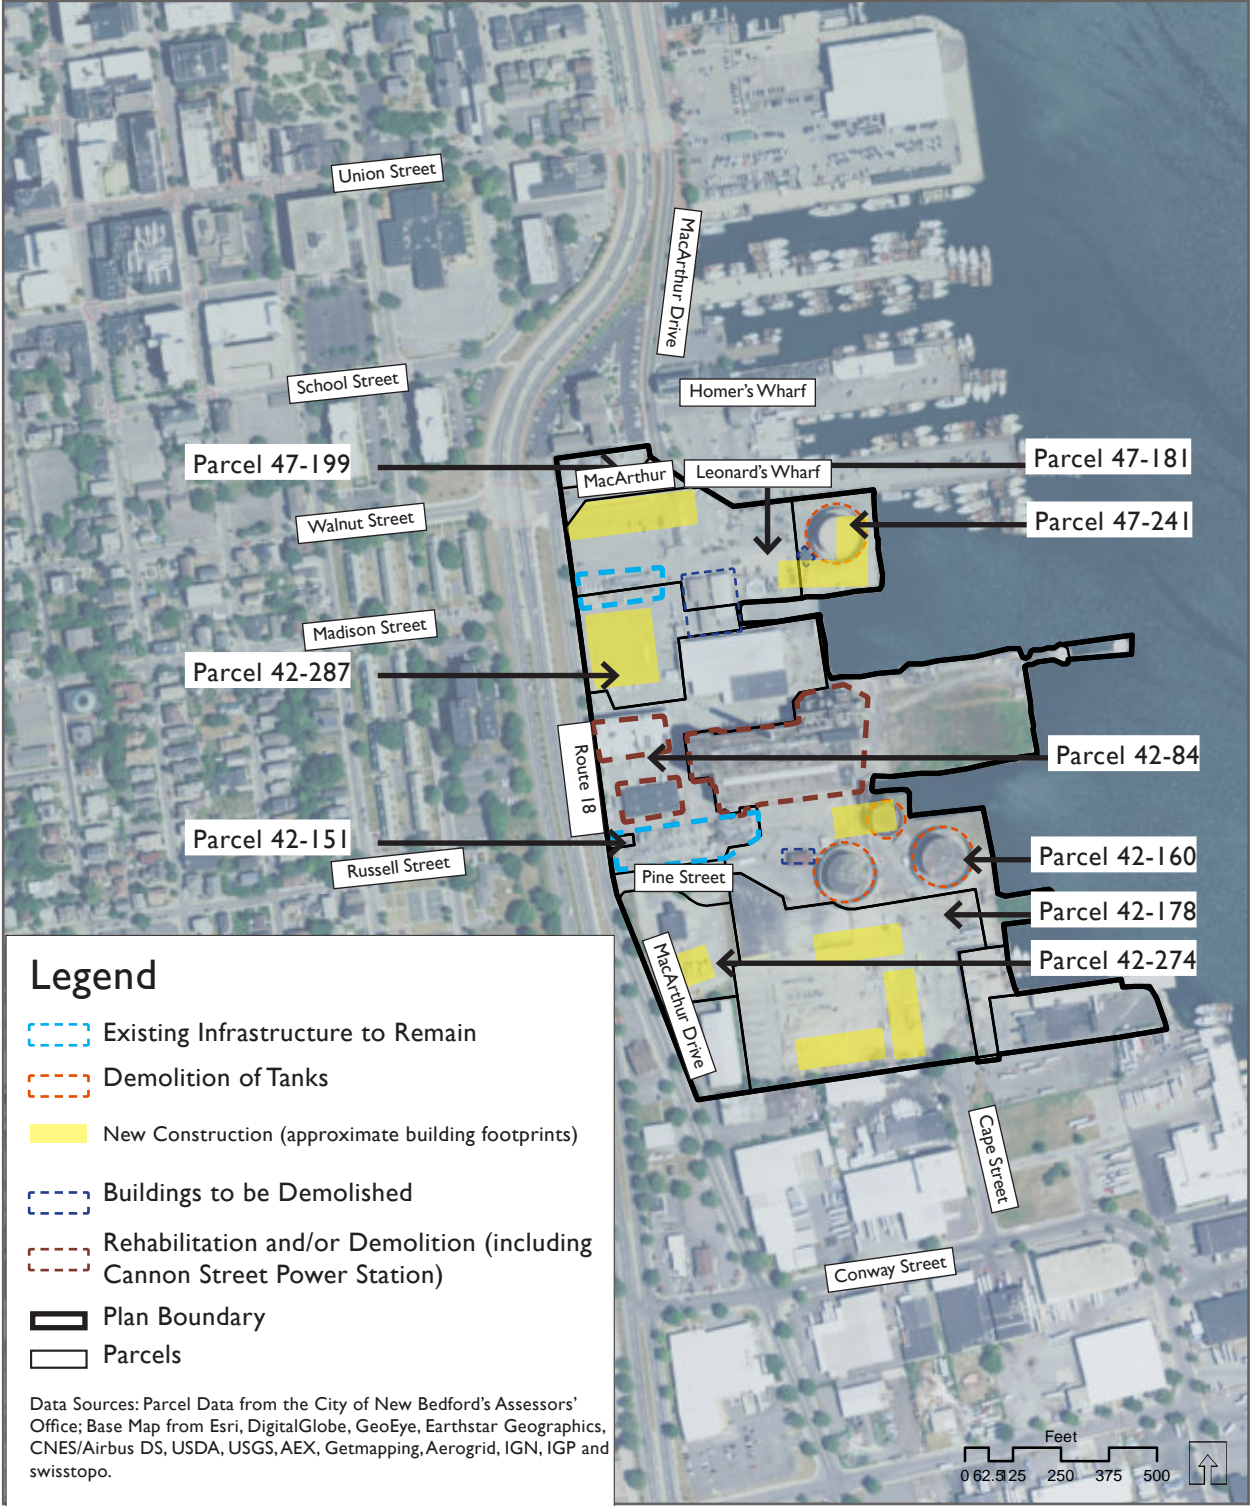 Union Street
MacArthur Drive
School Street
Homer's Wharf
Parcel 47-199
MacArthur
Leonard's Wharf
Parcel 47-181
Walnut Street
Parcel 47-241
Madison Street
Parcel 42-287
Route 18
Parcel 42-84
Parcel 42-151
Russell Street
Pine Street
Parcel 42-160
Parcel 42-178
MacArthur Drive
Parcel 42-274
Legend
Existing Infrastructure to Remain
Demolition of Tanks
New Construction (approximate building footprints)
Buildings to be Demolished
Rehabilitation and/or Demolition (including
Cannon Street Power Station)
Plan Boundary
Parcels
Data Sources: Parcel Data from the City of New Bedford's Assessors'
Office; Base Map from Esri, DigitalGlobe, GeoEye, Earthstar Geographics,
CNES/Airbus DS, USDA, USGS, AEX, Getmapping, Aerogrid, IGN, IGP and
swisstopo.
Cape Street
Conway Street
Feet
0 62.5125 250 375 500